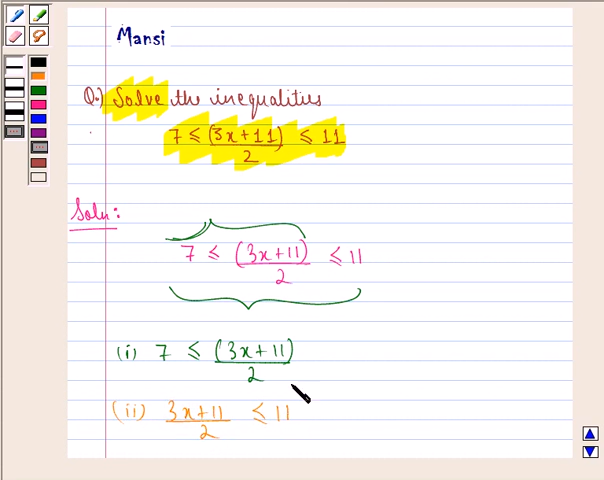 Mansi
Q.) Solve the inequalities
7 ≤ (3x+11)/2 ≤ 11
Soln:
7 ≤ (3x+11)/2 ≤ 11
(i) 7 ≤ (3x+11)/2
(ii) 3x+11/2 ≤ 11